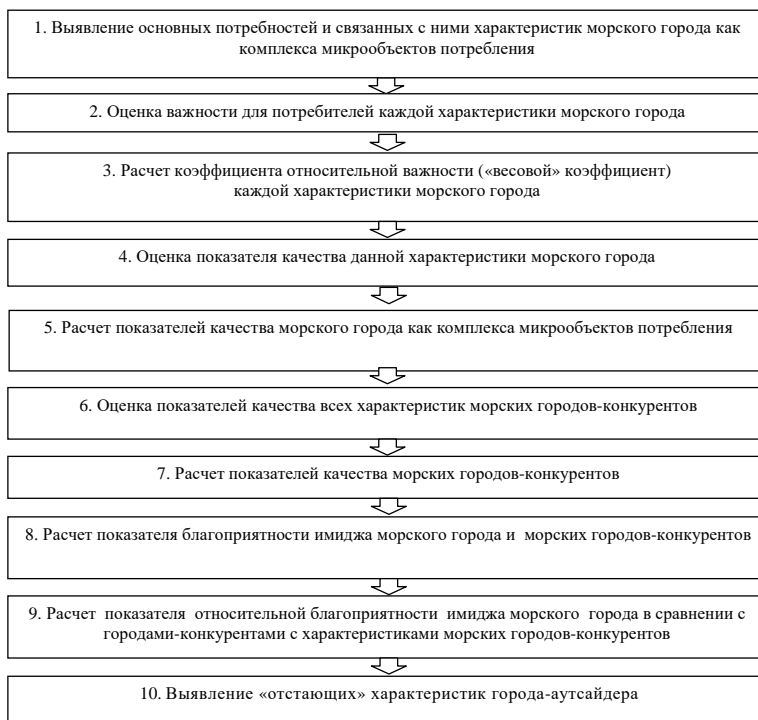 1. Выявление основных потребностей и связанных с ними характеристик морского города как
комплекса микрообъектов потребления
2. Оценка важности для потребителей каждой характеристики морского города
3. Расчет коэффициента относительной важности («весовой» коэффициент)
каждой характеристики морского города
4. Оценка показателя качества данной характеристики морского города
5. Расчет показателей качества морского города как комплекса микрообъектов потребления
6. Оценка показателей качества всех характеристик морских городов-конкурентов
7. Расчет показателей качества морских городов-конкурентов
8. Расчет показателя благоприятности имиджа морского города и морских городов-конкурентов
9. Расчет показателя относительной благоприятности имиджа морского города в сравнении с
городами-конкурентами с характеристиками морских городов-конкурентов
10. Выявление «отстающих» характеристик города-аутсайдера